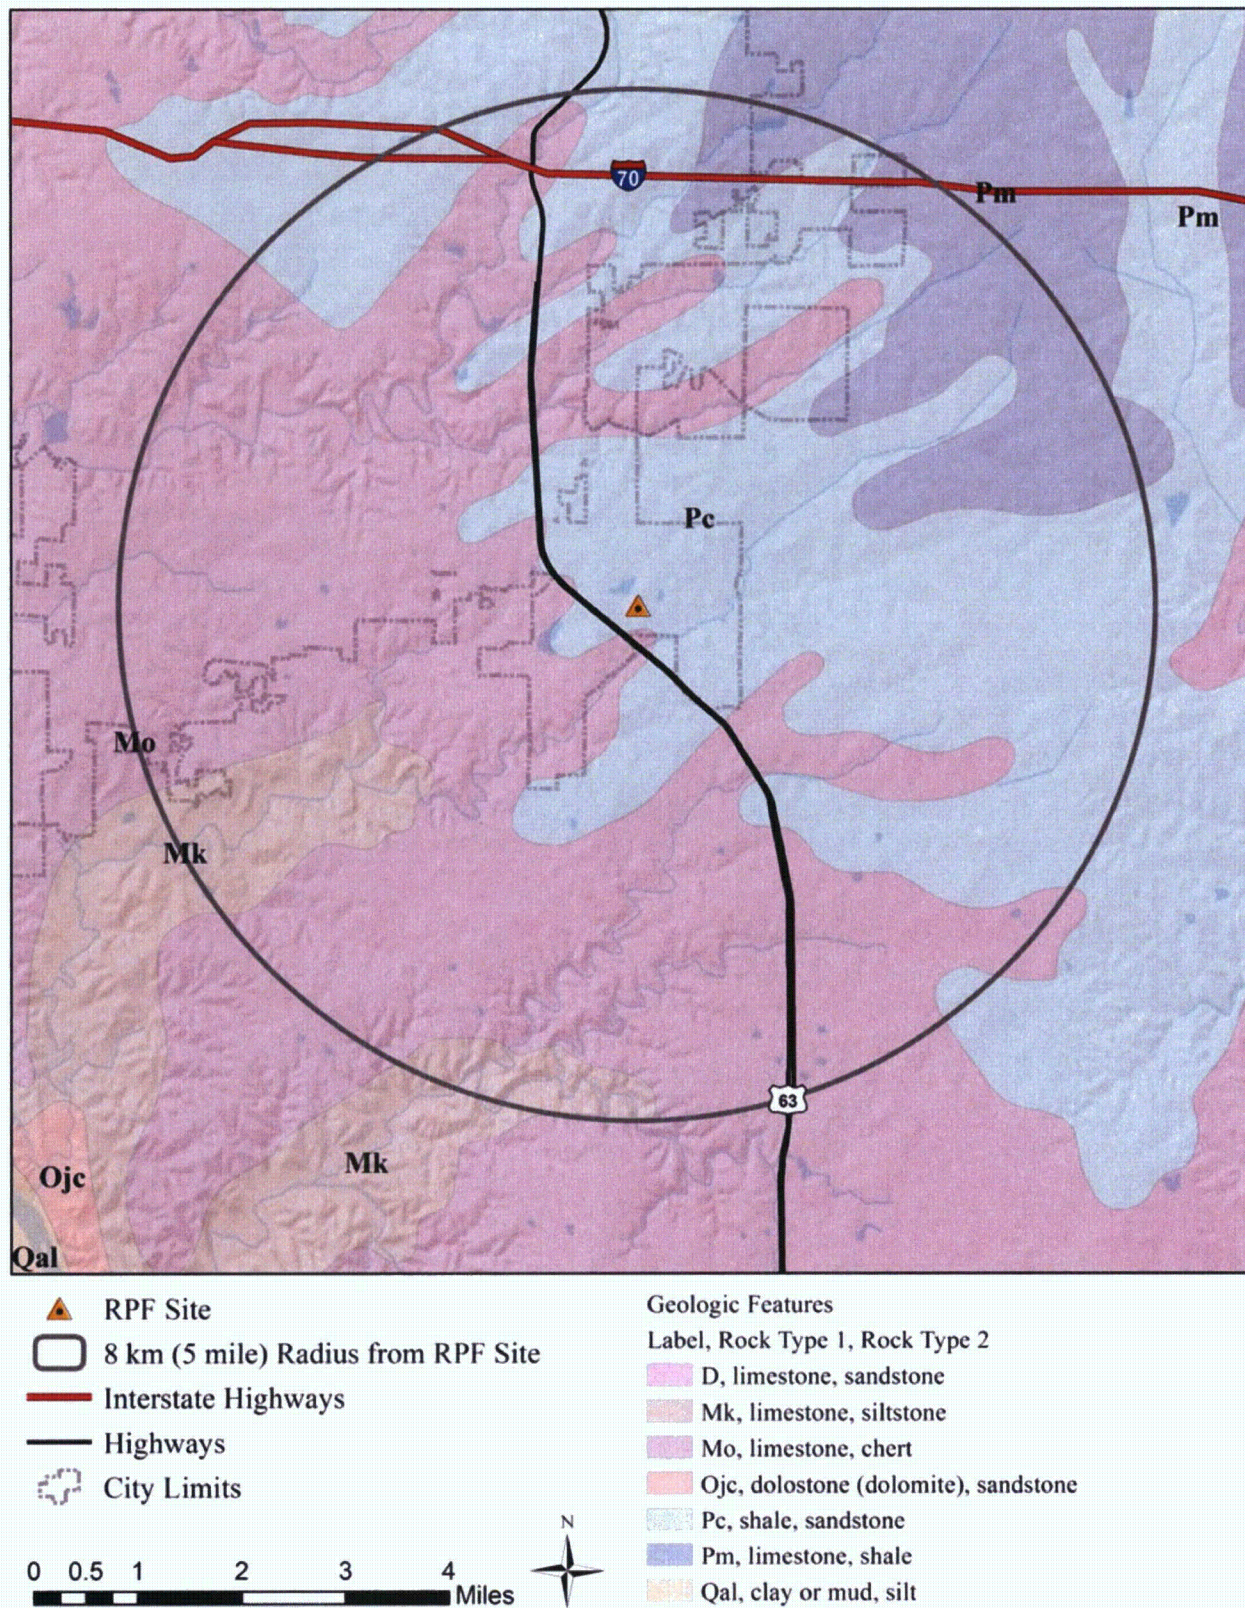 70
Pm
Pm
Pc
Mo
Mk
63
Mk
Ojc
Qal
RPF Site
8 km (5 mile) Radius from RPF Site
Interstate Highways
Highways
City Limits
N
0 0.5 1 2 3 4
Miles
Geologic Features
Label, Rock Type 1, Rock Type 2
D, limestone, sandstone
Mk, limestone, siltstone
Mo, limestone, chert
Ojc, dolostone (dolomite), sandstone
Pc, shale, sandstone
Pm, limestone, shale
Qal, clay or mud, silt